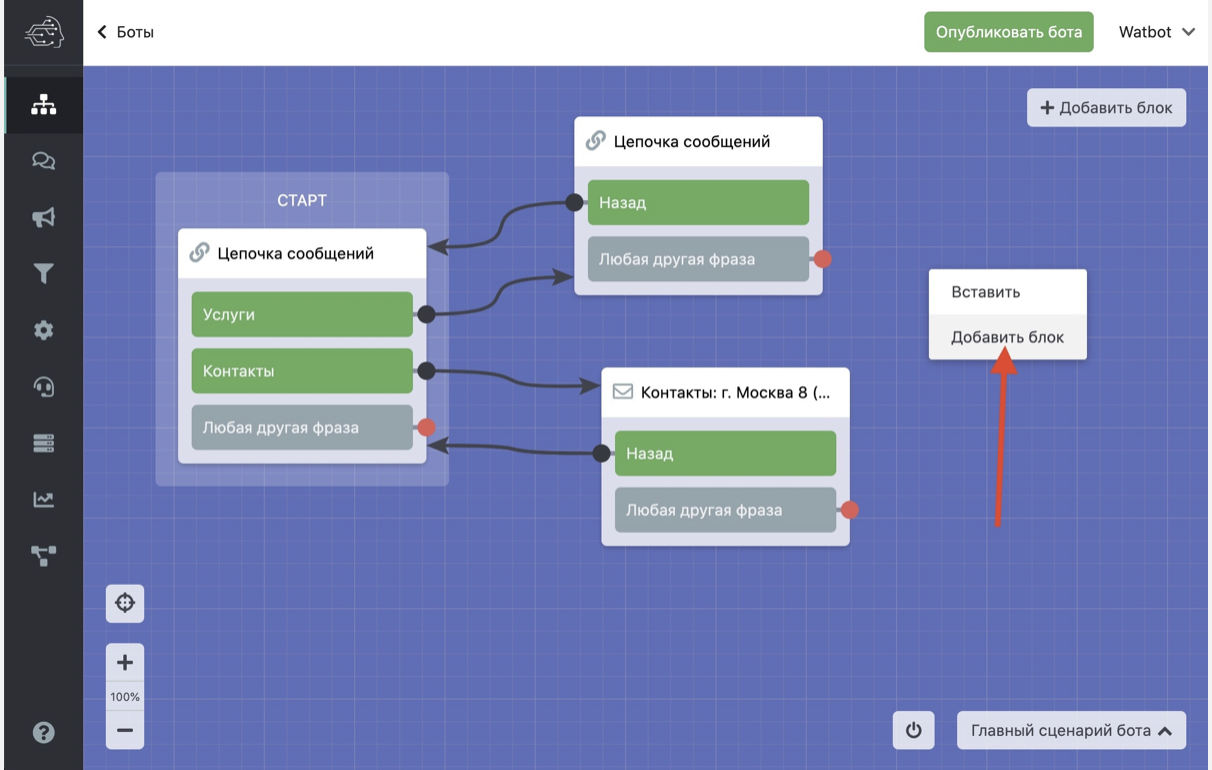 Боты
Опубликовать бота
Watbot
Добавить блок
СТАРТ
Цепочка сообщений
Услуги
Контакты
Любая другая фраза
Цепочка сообщений
Назад
Любая другая фраза
Контакты: г. Москва 8 (...
Назад
Любая другая фраза
Вставить
Добавить блок
100%
Главный сценарий бота